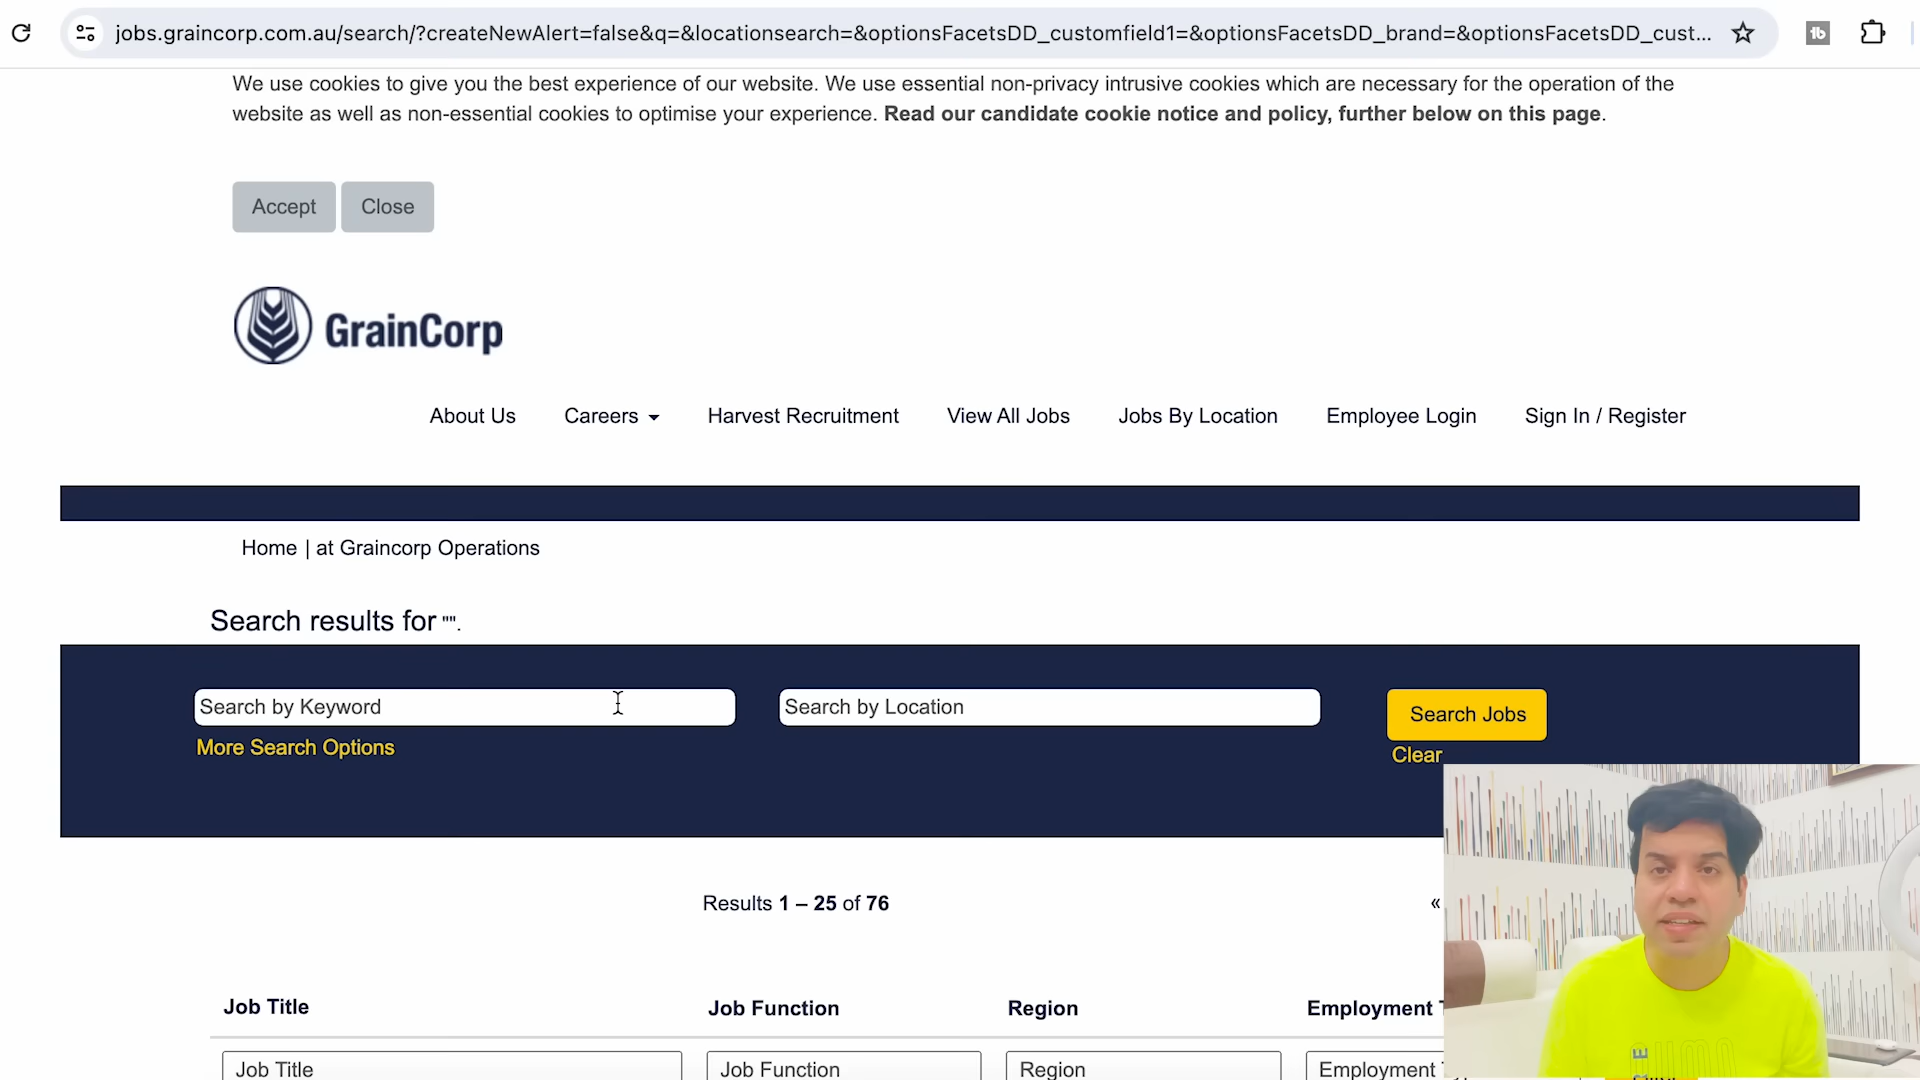 jobs.graincorp.com.au/search/?createNewAlert=false&q=&locationsearch=&optionsFacetsDD_customfield1=&optionsFacetsDD_brand=&optionsFacetsDD_cust...
We use cookies to give you the best experience of our website. We use essential non-privacy intrusive cookies which are necessary for the operation of the
website as well as non-essential cookies to optimise your experience. Read our candidate cookie notice and policy, further below on this page.
Accept Close
GrainCorp
About Us Careers Harvest Recruitment View All Jobs Jobs By Location Employee Login Sign In / Register
Home | at Graincorp Operations
Search results for "".
Search by Keyword Search by Location Search Jobs
More Search Options Clear
Results 1 – 25 of 76 «
Job Title Job Function Region Employment
Job Title Job Function Region Employment